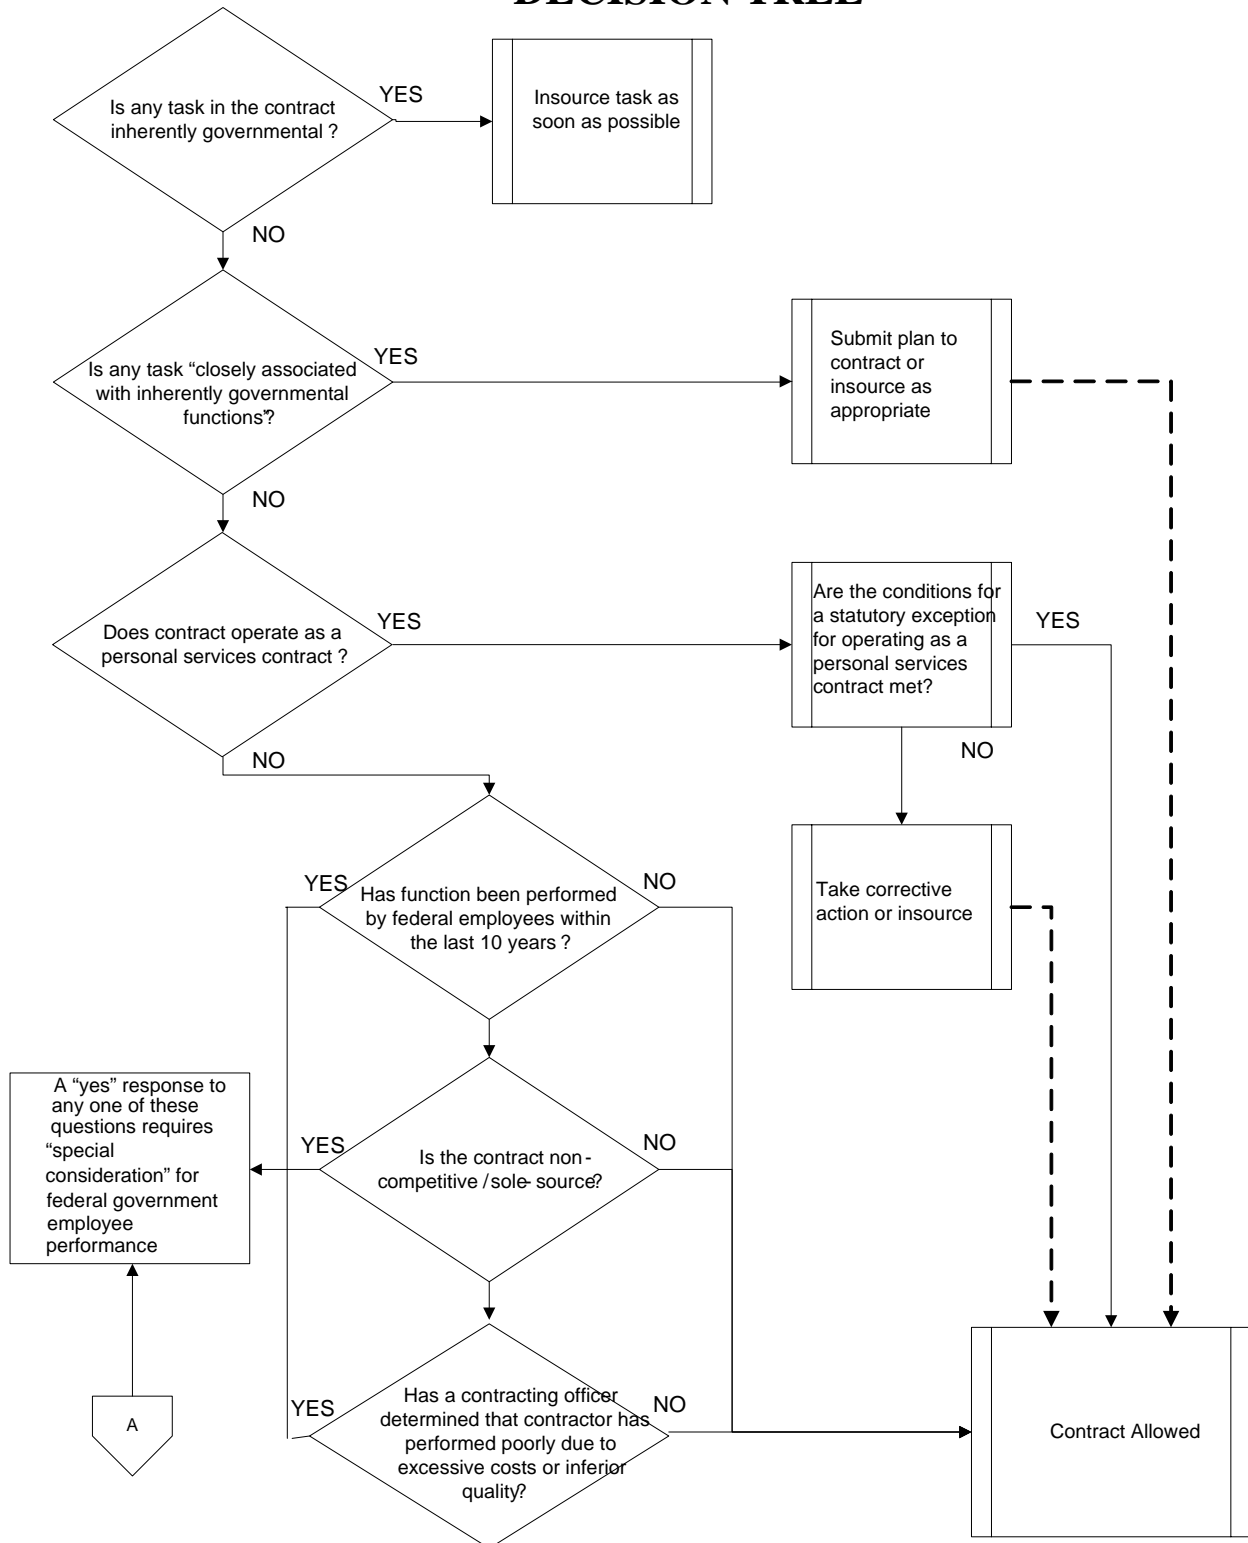 DECISION TREE
Is any task in the contract
inherently governmental ?
YES
Insource task as
soon as possible
NO
Is any task “closely associated
with inherently governmental
functions”?
YES
Submit plan to
contract or
insource as
appropriate
NO
Does contract operate as a
personal services contract ?
YES
Are the conditions for
a statutory exception
for operating as a
personal services
contract met?
YES
NO
NO
Take corrective
action or insource
YES
Has function been performed
by federal employees within
the last 10 years ?
NO
A “yes” response to
any one of these
questions requires
“special
consideration” for
federal government
employee
performance
YES
Is the contract non-
competitive /sole- source?
NO
A
YES
Has a contracting officer
determined that contractor has
performed poorly due to
excessive costs or inferior
quality?
NO
Contract Allowed